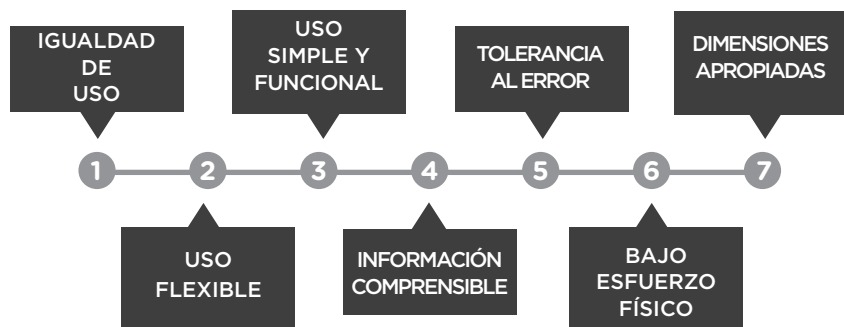 IGUALDAD
DE
USO
USO
SIMPLE Y
FUNCIONAL
TOLERANCIA
AL ERROR
DIMENSIONES
APROPIADAS
1
2
3
4
5
6
7
USO
FLEXIBLE
INFORMACIÓN
COMPRENSIBLE
BAJO
ESFUERZO
FÍSICO